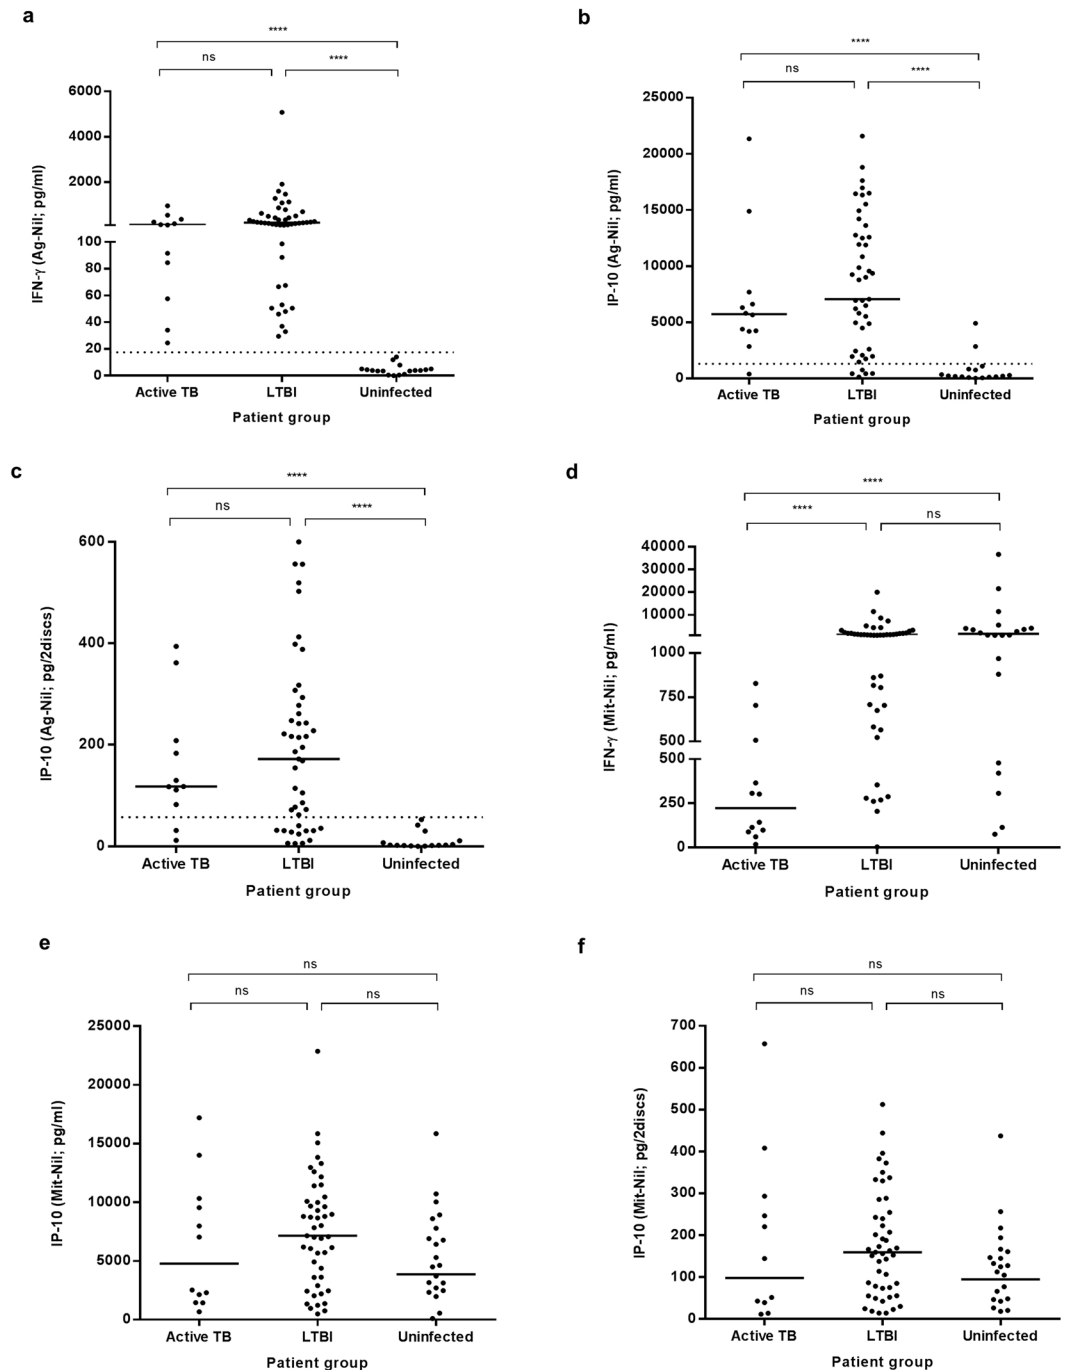 a
****
ns
****
6000
4000
2000
100
80
60
40
20
0
IFN-γ (Ag-Nil; pg/ml)
Active TB LTBI Uninfected
Patient group
b
****
ns
****
25000
20000
15000
10000
5000
0
IP-10 (Ag-Nil; pg/ml)
Active TB LTBI Uninfected
Patient group
c
****
ns
****
600
400
200
0
IP-10 (Ag-Nil; pg/2discs)
Active TB LTBI Uninfected
Patient group
d
****
****
ns
40000
30000
20000
10000
1000
750
500
500
250
0
IFN-γ (Mit-Nil; pg/ml)
Active TB LTBI Uninfected
Patient group
e
ns
ns
ns
25000
20000
15000
10000
5000
0
IP-10 (Mit-Nil; pg/ml)
Active TB LTBI Uninfected
Patient group
f
ns
ns
ns
700
600
500
400
300
200
100
0
IP-10 (Mit-Nil; pg/2discs)
Active TB LTBI Uninfected
Patient group